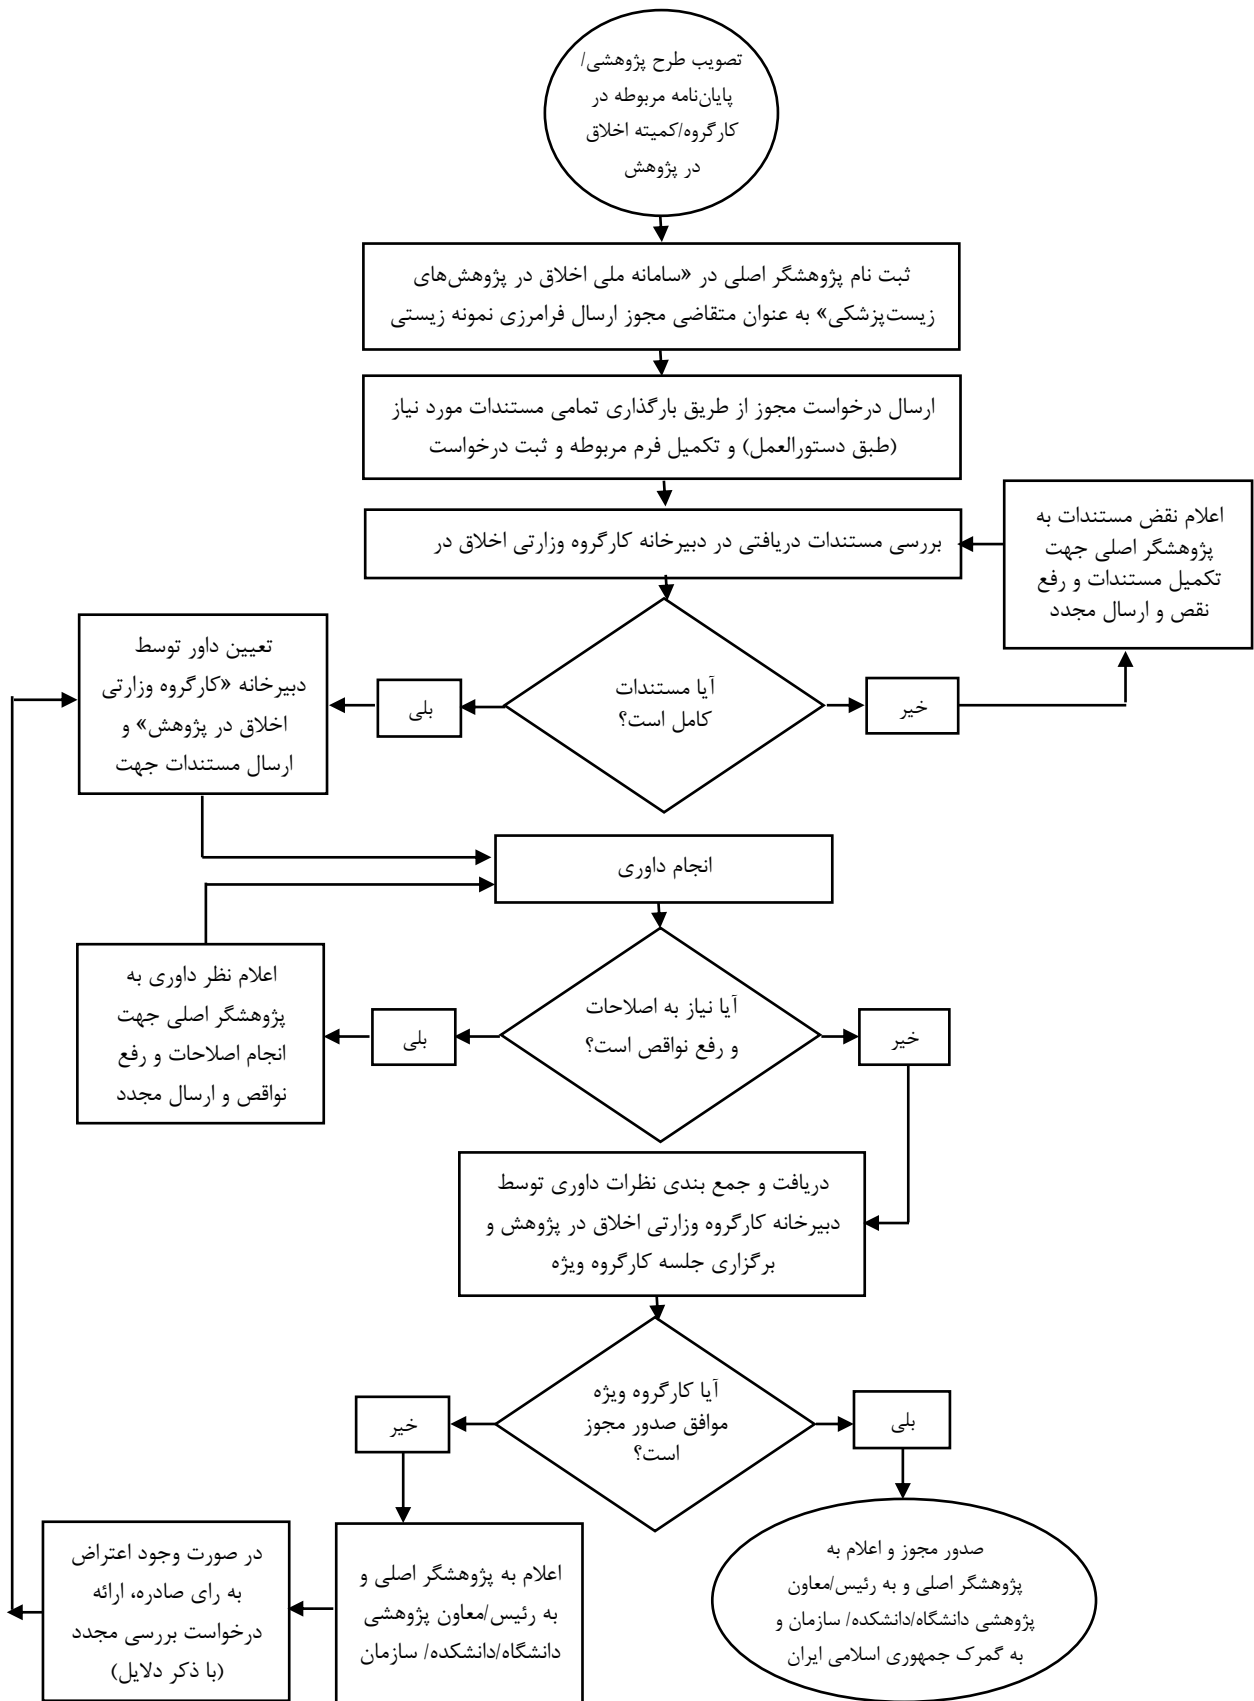 تصویب طرح پژوهشی/
پایان‌نامه مربوطه در
کارگروه/کمیته اخلاق
در پژوهش
ثبت نام پژوهشگر اصلی در «سامانه ملی اخلاق در پژوهش‌های
زیست‌پزشکی» به عنوان متقاضی مجوز ارسال فرامرزی نمونه زیستی
ارسال درخواست مجوز از طریق بارگذاری تمامی مستندات مورد نیاز
(طبق دستورالعمل) و تکمیل فرم مربوطه و ثبت درخواست
بررسی مستندات دریافتی در دبیرخانه کارگروه وزارتی اخلاق در
اعلام نقض مستندات به
پژوهشگر اصلی جهت
تکمیل مستندات و رفع
نقص و ارسال مجدد
آیا مستندات
کامل است؟
خیر
بلی
تعیین داور توسط
دبیرخانه «کارگروه وزارتی
اخلاق در پژوهش» و
ارسال مستندات جهت
انجام داوری
آیا نیاز به اصلاحات
و رفع نواقص است؟
خیر
بلی
اعلام نظر داوری به
پژوهشگر اصلی جهت
انجام اصلاحات و رفع
نواقص و ارسال مجدد
دریافت و جمع بندی نظرات داوری توسط
دبیرخانه کارگروه وزارتی اخلاق در پژوهش و
برگزاری جلسه کارگروه ویژه
آیا کارگروه ویژه
موافق صدور مجوز
است؟
بلی
خیر
صدور مجوز و اعلام به
پژوهشگر اصلی و به رئیس/معاون
پژوهشی دانشگاه/دانشکده/ سازمان و
به گمرک جمهوری اسلامی ایران
اعلام به پژوهشگر اصلی و
به رئیس/معاون پژوهشی
دانشگاه/دانشکده/ سازمان
در صورت وجود اعتراض
به رای صادره، ارائه
درخواست بررسی مجدد
(با ذکر دلایل)